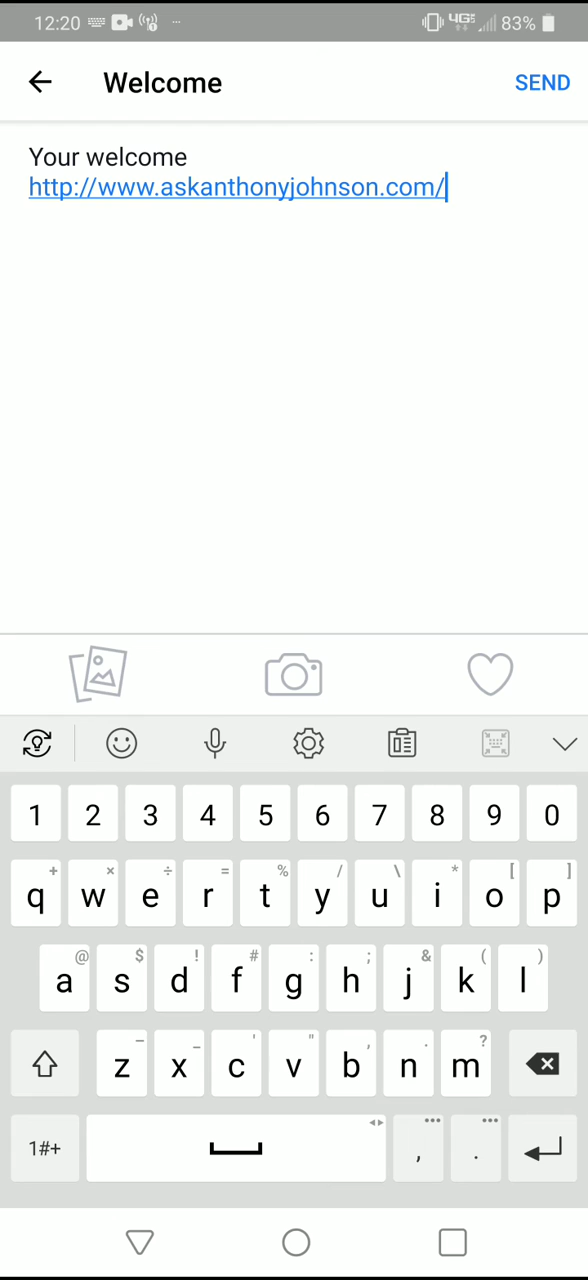 12:20 4G 83%
Welcome SEND
Your welcome
http://www.askanthonyjohnson.com/
1 2 3 4 5 6 7 8 9 0
+ × ÷ = % / \ * [ ]
q w e r t y u i o p
@ $ ! # : ; & ( )
a s d f g h j k l
- _ ' " , . ?
z x c v b n m
1#+ , .